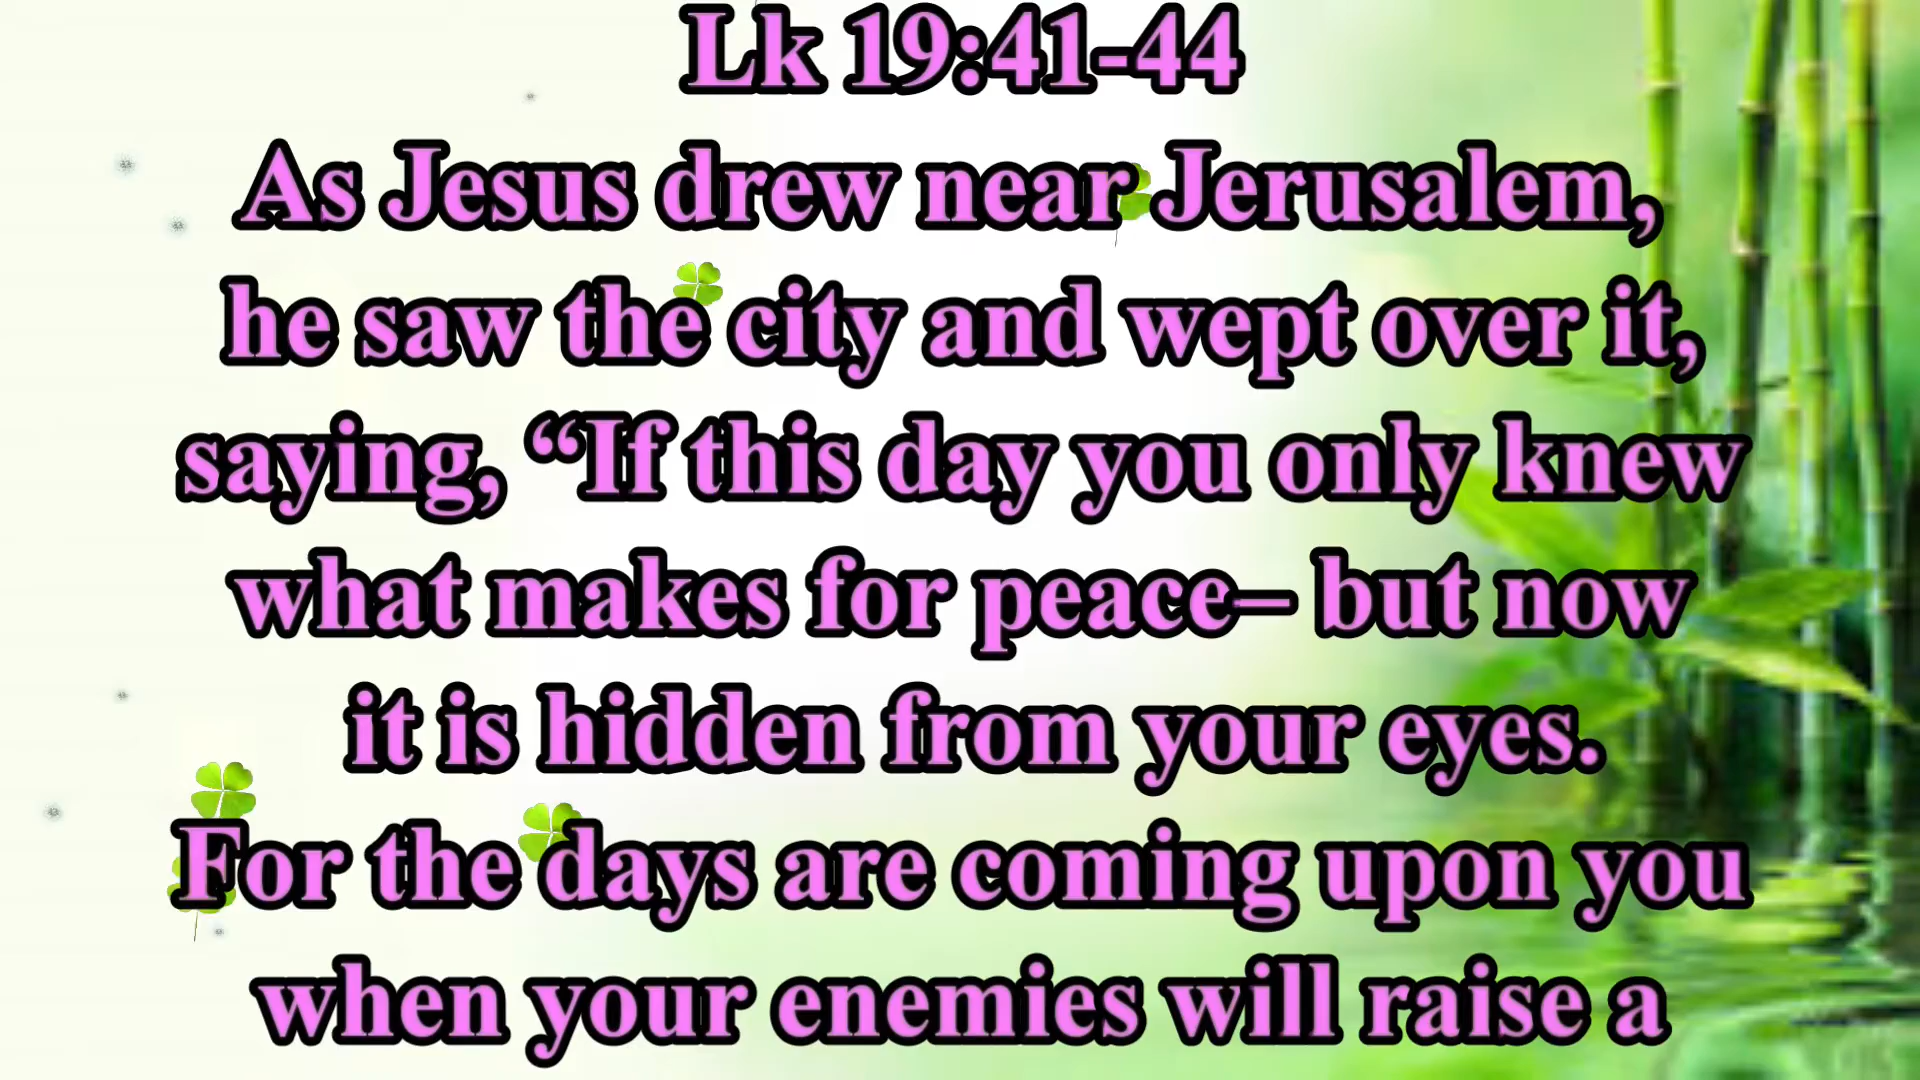 Lk 19:41-44
As Jesus drew near Jerusalem,
he saw the city and wept over it,
saying, “If this day you only knew
what makes for peace– but now
it is hidden from your eyes.
For the days are coming upon you
when your enemies will raise a